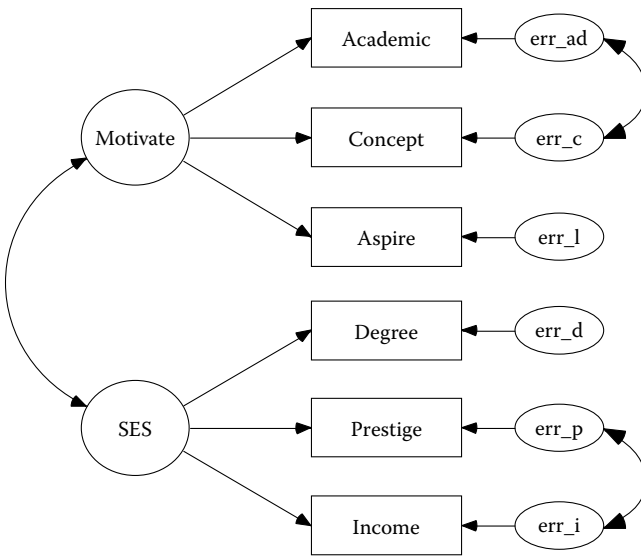 Academic
err_ad
Motivate
Concept
err_c
Aspire
err_l
Degree
err_d
SES
Prestige
err_p
Income
err_i